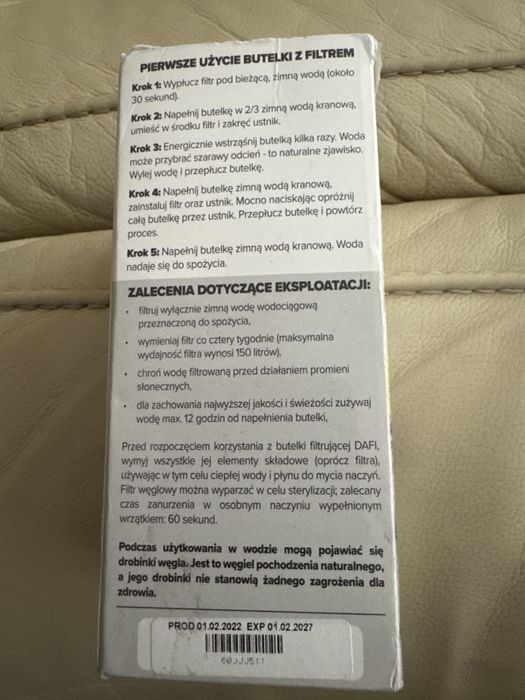 PIERWSZE UŻYCIE BUTELKI Z FILTREM
Krok 1: Wypłucz filtr pod bieżącą, zimną wodą (około
30 sekund).
Krok 2: Napełnij butelkę w 2/3 zimną wodą kranową,
umieść w środku filtr i zakręć ustnik.
Krok 3: Energicznie wstrząśnij butelką kilka razy. Woda
może przybrać szarawy odcień - to naturalne zjawisko.
Wylej wodę i przepłucz butelkę.
Krok 4: Napełnij butelkę zimną wodą kranową,
zainstaluj filtr oraz ustnik. Mocno naciskając opróżnij
całą butelkę przez ustnik. Przepłucz butelkę i powtórz
proces.
Krok 5: Napełnij butelkę zimną wodą kranową. Woda
nadaje się do spożycia.
ZALECENIA DOTYCZĄCE EKSPLOATACJI:
• filtruj wyłącznie zimną wodę wodociągową
przeznaczoną do spożycia,
• wymieniaj filtr co cztery tygodnie (maksymalna
wydajność filtra wynosi 150 litrów),
• chroń wodę filtrowaną przed działaniem promieni
słonecznych,
• dla zachowania najwyższej jakości i świeżości zużywaj
wodę max. 12 godzin od napełnienia butelki,
Przed rozpoczęciem korzystania z butelki filtrującej DAFI,
wymyj wszystkie jej elementy składowe (oprócz filtra),
używając w tym celu ciepłej wody i płynu do mycia naczyń.
Filtr węglowy można wyparzać w celu sterylizacji; zalecany
czas zanurzenia w osobnym naczyniu wypełnionym
wrzątkiem: 60 sekund.
Podczas użytkowania w wodzie mogą pojawiać się
drobinki węgla. Jest to węgiel pochodzenia naturalnego,
a jego drobinki nie stanowią żadnego zagrożenia dla
zdrowia.
PROD 01.02.2022 EXP 01.02.2027